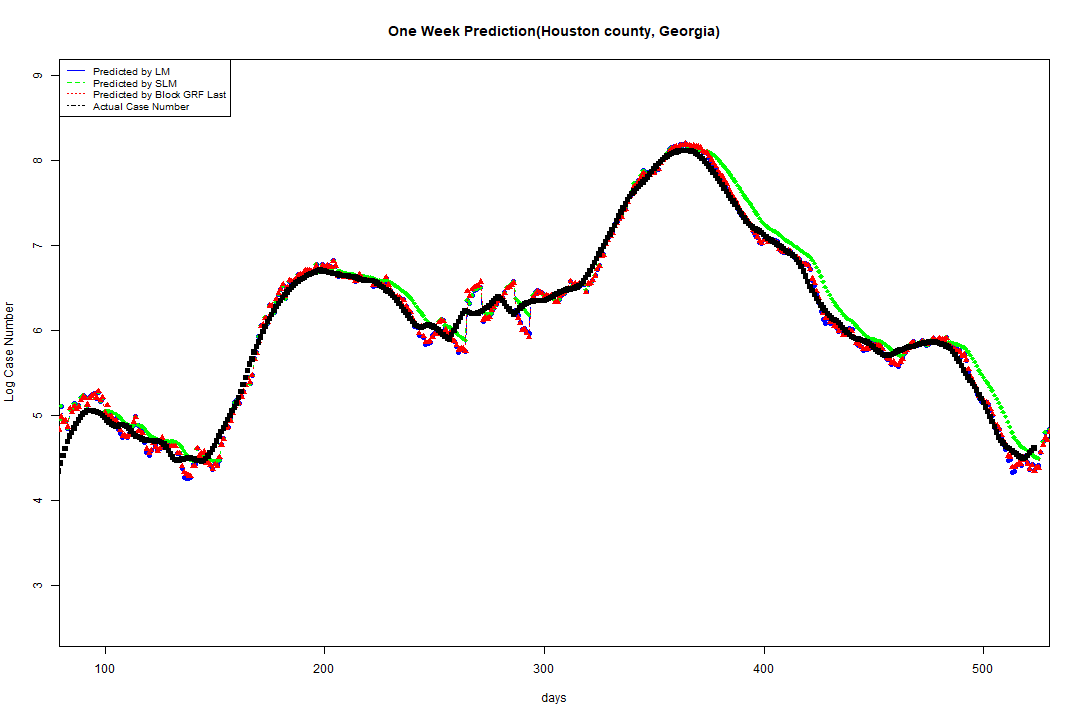 One Week Prediction(Houston county, Georgia)
Predicted by LM
Predicted by SLM
Predicted by Block GRF Last
Actual Case Number
9
8
7
6
5
4
3
Log Case Number
100 200 300 400 500
days